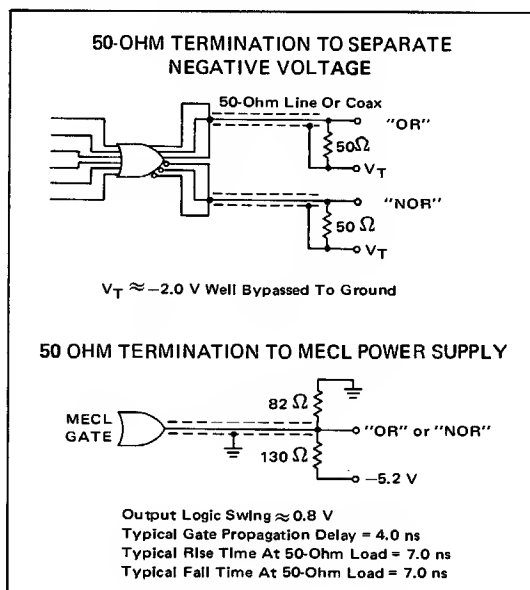 50-OHM TERMINATION TO SEPARATE
NEGATIVE VOLTAGE
50-Ohm Line Or Coax
"OR"
50Ω
V_T
"NOR"
50 Ω
V_T
V_T ≈ −2.0 V Well Bypassed To Ground
50 OHM TERMINATION TO MECL POWER SUPPLY
82 Ω
MECL
GATE
"OR" or "NOR"
130 Ω
−5.2 V
Output Logic Swing ≈ 0.8 V
Typical Gate Propagation Delay = 4.0 ns
Typical Rise Time At 50-Ohm Load = 7.0 ns
Typical Fall Time At 50-Ohm Load = 7.0 ns